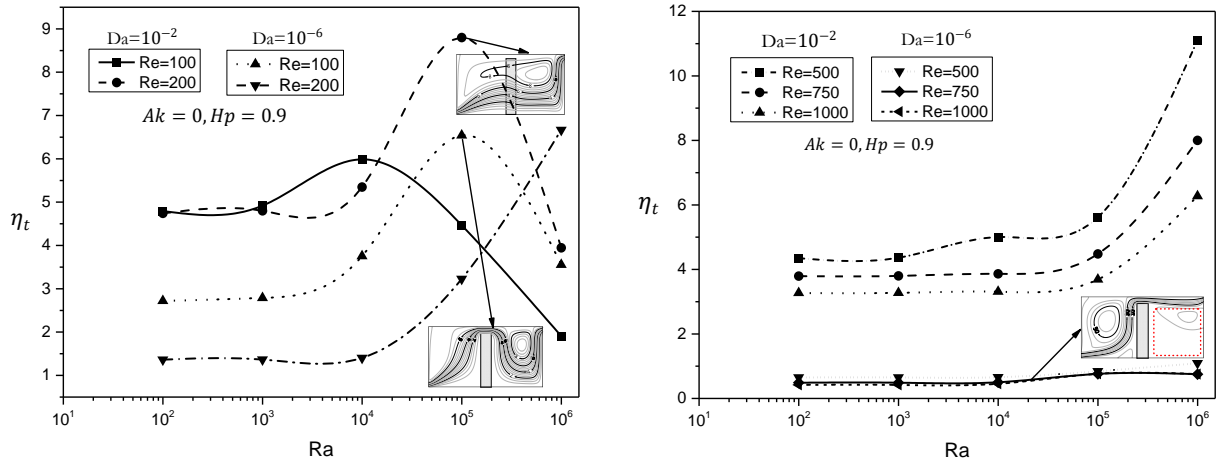 Da=10⁻² Da=10⁻⁶
Re=100 Re=100
Re=200 Re=200
Ak = 0, Hp = 0.9
9
8
7
6
5
4
3
2
1
ηt
10¹ 10² 10³ 10⁴ 10⁵ 10⁶
Ra
Da=10⁻² Da=10⁻⁶
Re=500 Re=500
Re=750 Re=750
Re=1000 Re=1000
Ak = 0, Hp = 0.9
12
10
8
6
4
2
0
ηt
10¹ 10² 10³ 10⁴ 10⁵ 10⁶
Ra